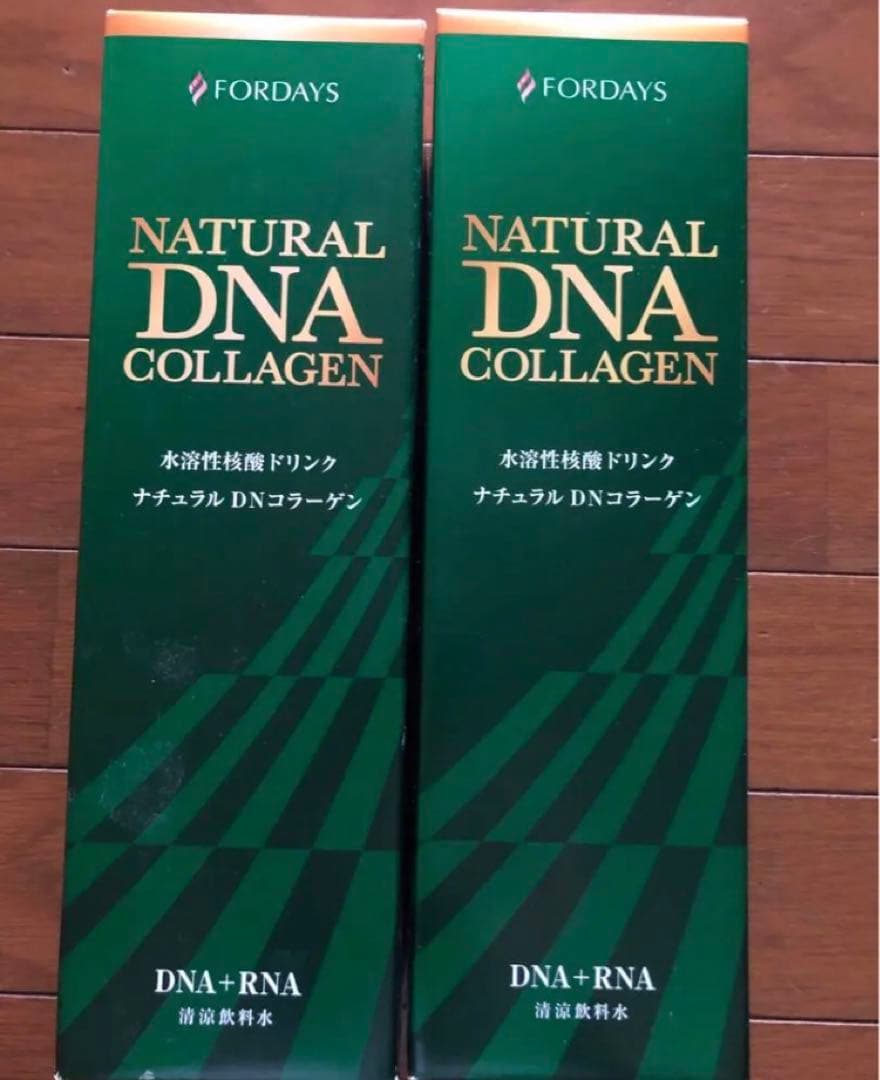 FORDAYS
NATURAL
DNA
COLLAGEN
水溶性核酸ドリンク
ナチュラル DNコラーゲン
DNA+RNA
清涼飲料水
FORDAYS
NATURAL
DNA
COLLAGEN
水溶性核酸ドリンク
ナチュラル DNコラーゲン
DNA+RNA
清涼飲料水